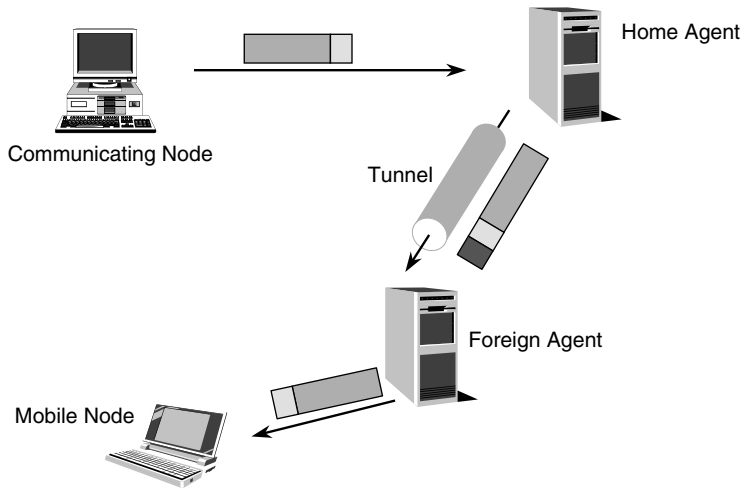 Home Agent
Communicating Node
Tunnel
Foreign Agent
Mobile Node